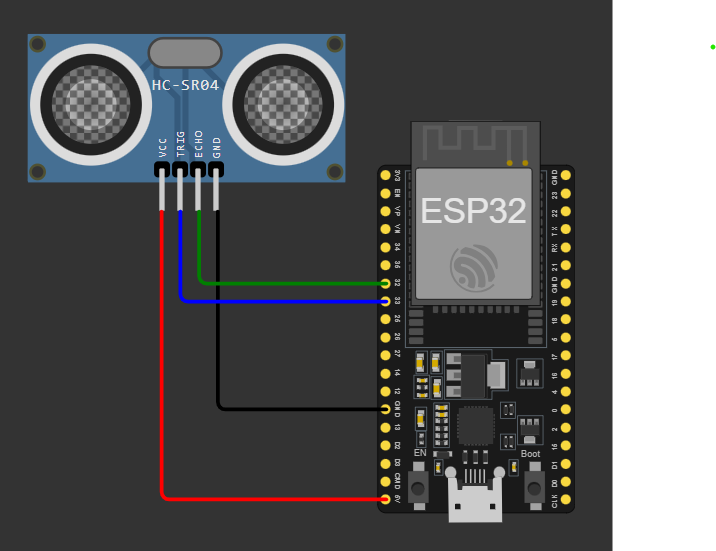 HC-SR04
VCC
TRIG
ECHO
GND
ESP32
3V3
EN
VP
VN
34
35
32
33
25
26
27
14
12
GND
13
D2
D3
CMD
5V
GND
23
22
TX
RX
21
GND
19
18
5
17
16
4
0
2
15
D1
D0
CLK
EN
Boot